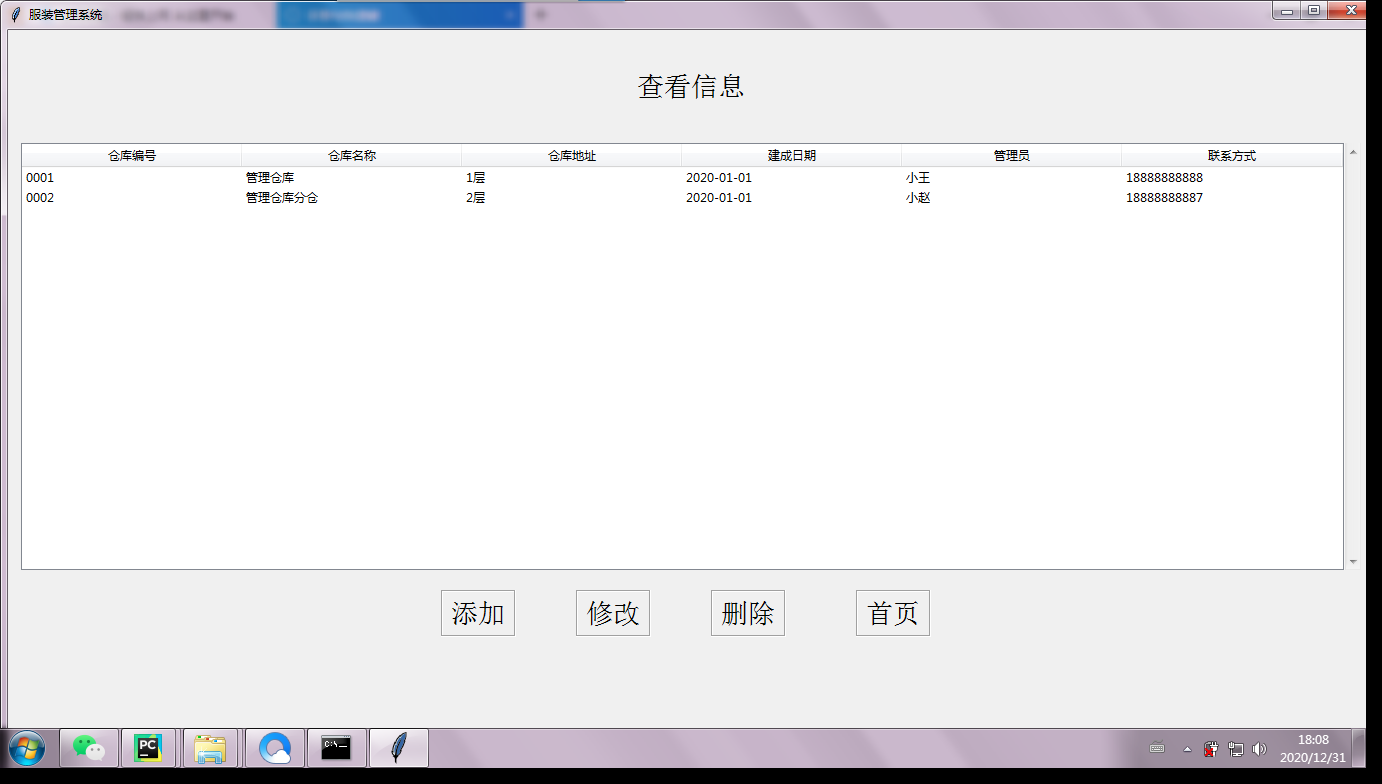 服装管理系统
查看信息
仓库编号 仓库名称 仓库地址 建成日期 管理员 联系方式
0001 管理仓库 1层 2020-01-01 小王 18888888888
0002 管理仓库分仓 2层 2020-01-01 小赵 18888888887
添加 修改 删除 首页
PC
C:\
18:08
2020/12/31